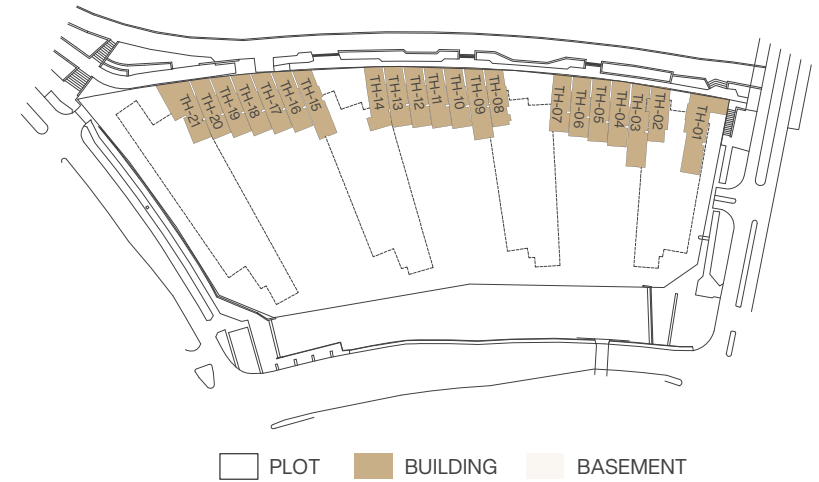 TH-21
TH-20
TH-19
TH-18
TH-17
TH-16
TH-15
TH-14
TH-13
TH-12
TH-11
TH-10
TH-09
TH-08
TH-07
TH-06
TH-05
TH-04
TH-03
TH-02
TH-01
PLOT
BUILDING
BASEMENT